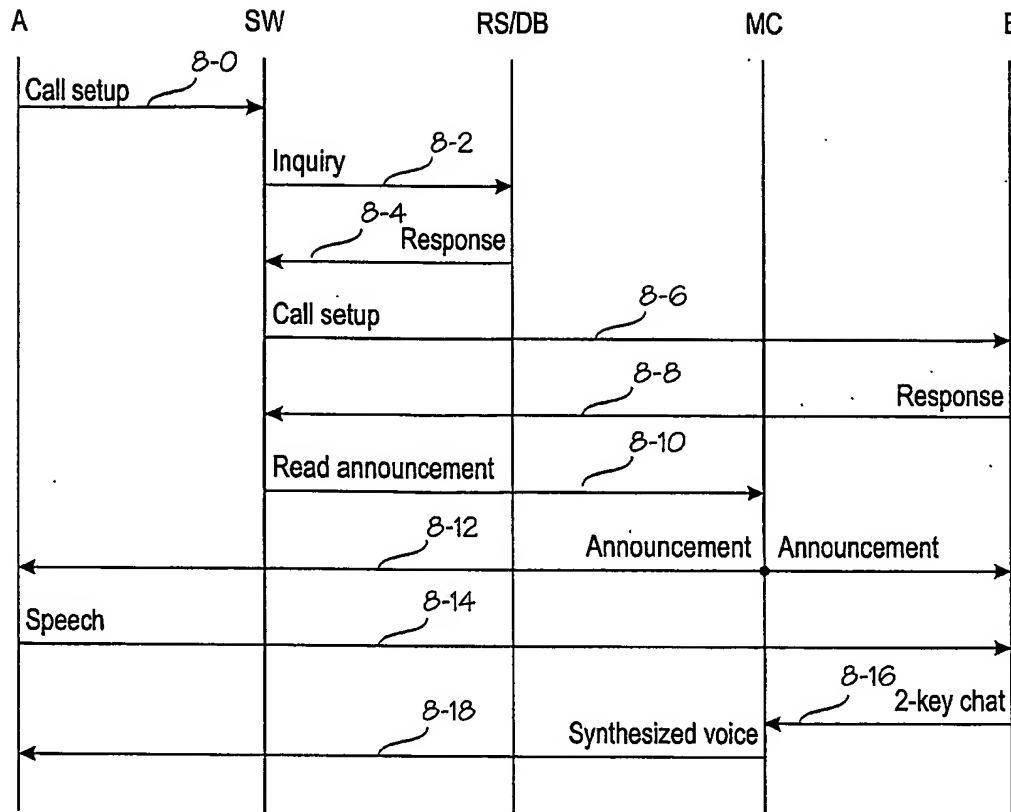 A SW RS/DB MC
8-0
Call setup
8-2
Inquiry
8-4
Response
8-6
Call setup
8-8
Response
8-10
Read announcement
8-12
Announcement Announcement
8-14
Speech
8-16
2-key chat
8-18
Synthesized voice